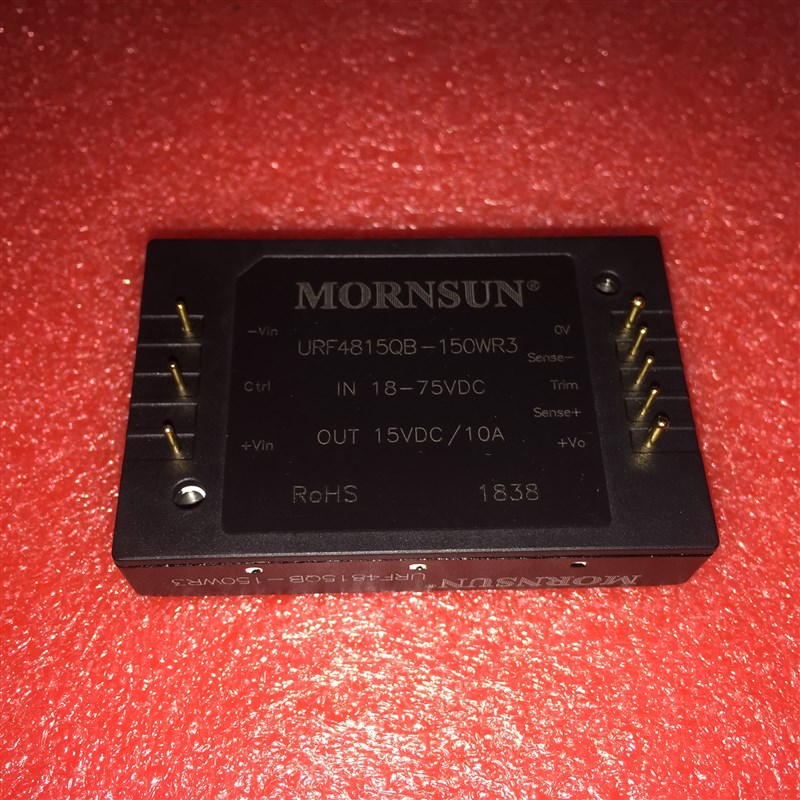 MORNSUN®
-Vin
0V
URF4815QB-150WR3
Sense-
Ctrl
IN 18-75VDC
Trim
Sense+
OUT 15VDC/10A
+Vin
+Vo
RoHS
1838
URF4815QB-150WR3
MORNSUN®